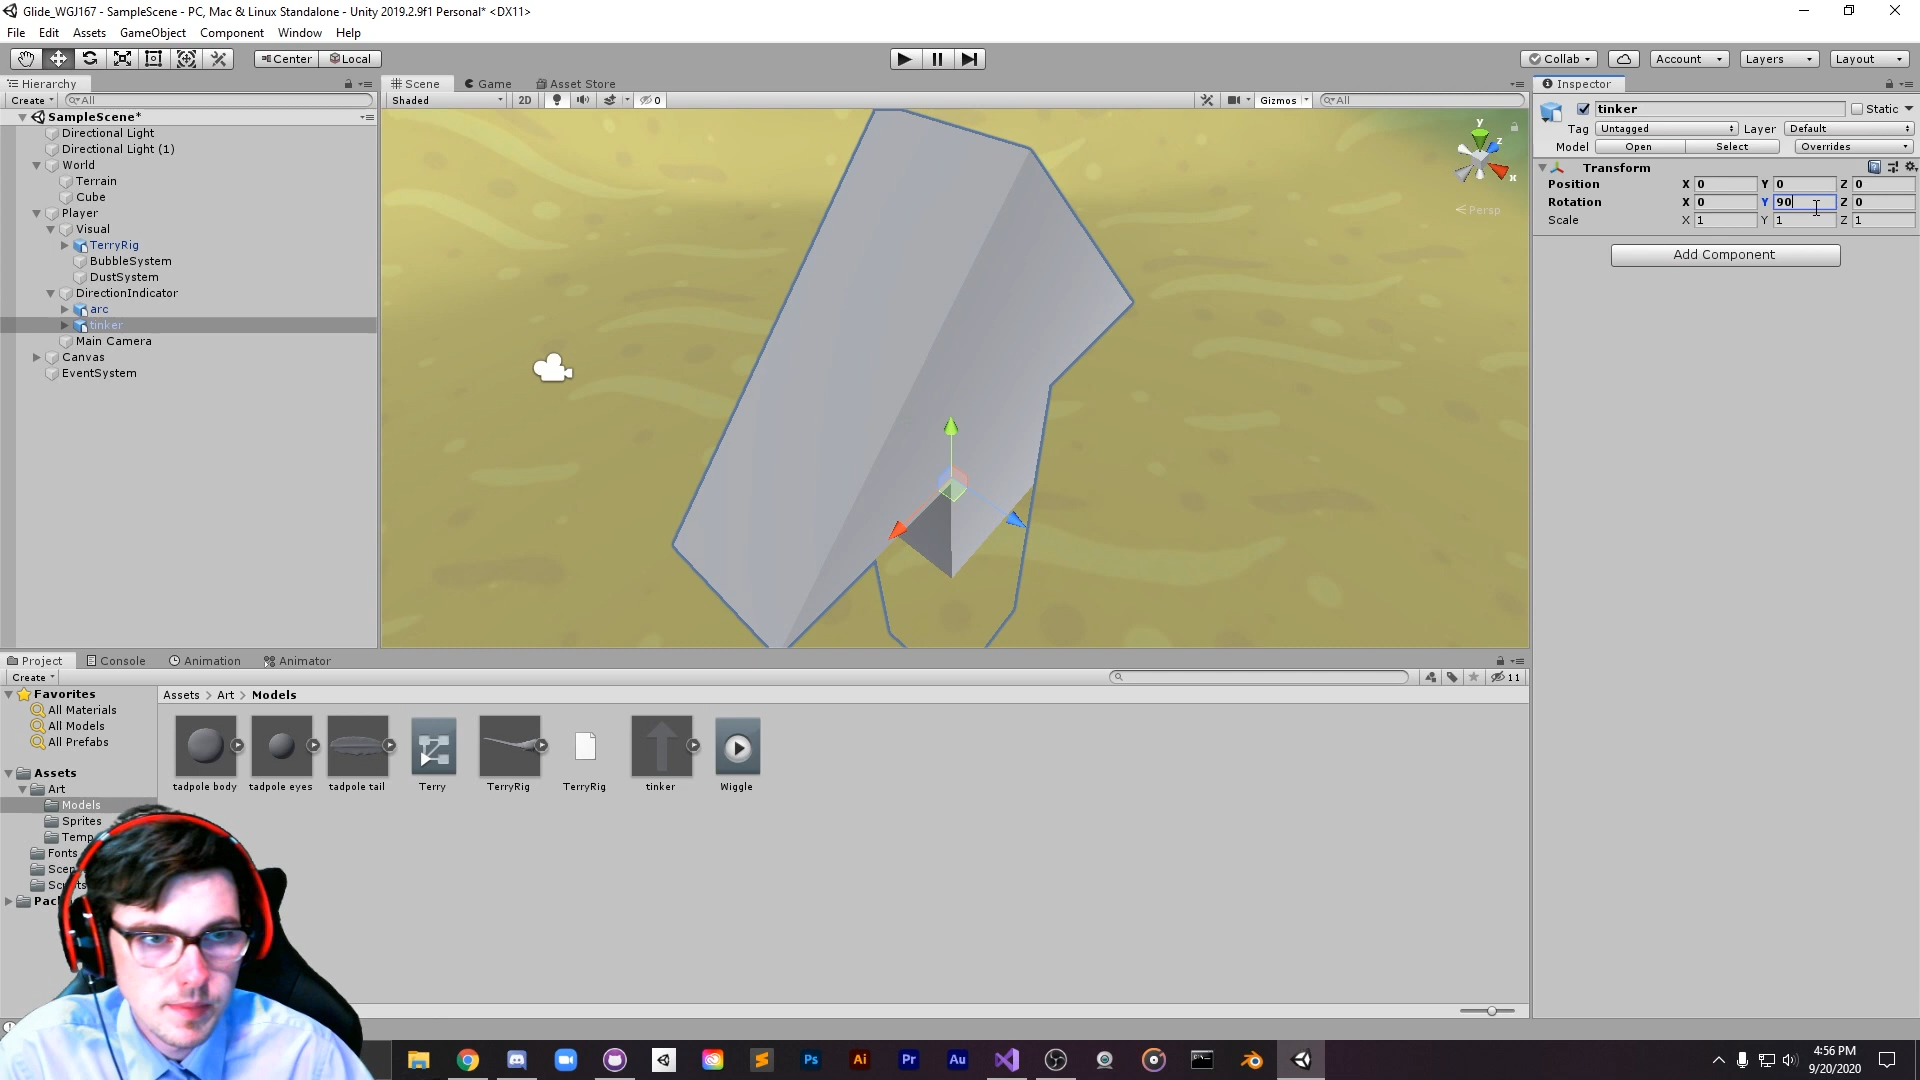 Glide_WGJ167 - SampleScene - PC, Mac & Linux Standalone - Unity 2019.2.9f1 Personal* <DX11>
File Edit Assets GameObject Component Window Help
Center Local Collab Account Layers Layout
Hierarchy Scene Game Asset Store Inspector
Create All Shaded 2D 0 Gizmos All tinker Static
SampleScene* Tag Untagged Layer Default
Directional Light
Directional Light (1) Model Open Select Overrides
World Transform
Terrain Position X 0 Y 0 Z 0
Cube Rotation X 0 Y 90 Z 0
Player Scale X 1 Y 1 Z 1
Visual
TerryRig Add Component
BubbleSystem
DustSystem
DirectionIndicator
arc
tinker
Main Camera
Canvas
EventSystem
y
z
x
Persp
Project Console Animation Animator
Create 11
Favorites Assets > Art > Models
All Materials
All Models
All Prefabs
Assets
Art tadpole body tadpole eyes tadpole tail Terry TerryRig TerryRig tinker Wiggle
Models
Sprites
Temp
Fonts
Ps Ai Pr Au
4:56 PM
9/20/2020